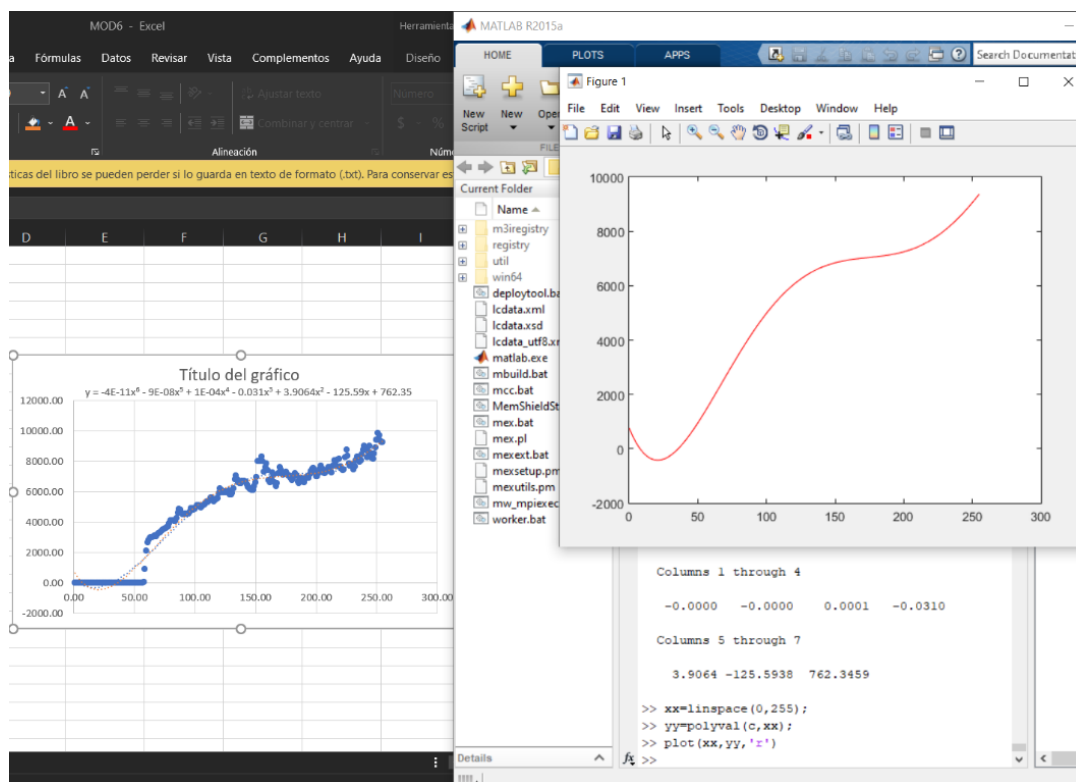 MOD6 - Excel
Herramienta
a Fórmulas Datos Revisar Vista Complementos Ayuda Diseño
A A Ajustar texto Número
A Combinar y centrar $ %
Alineación Núm
sticas del libro se pueden perder si lo guarda en texto de formato (.txt). Para conservar es
D E F G H I
Título del gráfico
y = -4E-11x⁶ - 9E-08x⁵ + 1E-04x⁴ - 0.031x³ + 3.9064x² - 125.59x + 762.35
12000.00
10000.00
8000.00
6000.00
4000.00
2000.00
0.00
-2000.00
0.00 50.00 100.00 150.00 200.00 250.00 300.00
MATLAB R2015a
HOME PLOTS APPS
Search Documentat
New Script
New
Oper
FILE
Current Folder
Name
m3iregistry
registry
util
win64
deploytool.ba
lcdata.xml
lcdata.xsd
lcdata_utf8.xr
matlab.exe
mbuild.bat
mcc.bat
MemShieldSt
mex.bat
mex.pl
mexext.bat
mexsetup.pm
mexutils.pm
mw_mpiexec
worker.bat
Details
Figure 1
File Edit View Insert Tools Desktop Window Help
10000
8000
6000
4000
2000
0
-2000
0 50 100 150 200 250 300
Columns 1 through 4
-0.0000 -0.0000 0.0001 -0.0310
Columns 5 through 7
3.9064 -125.5938 762.3459
>> xx=linspace(0,255);
>> yy=polyval(c,xx);
>> plot(xx,yy,'r')
fx >>